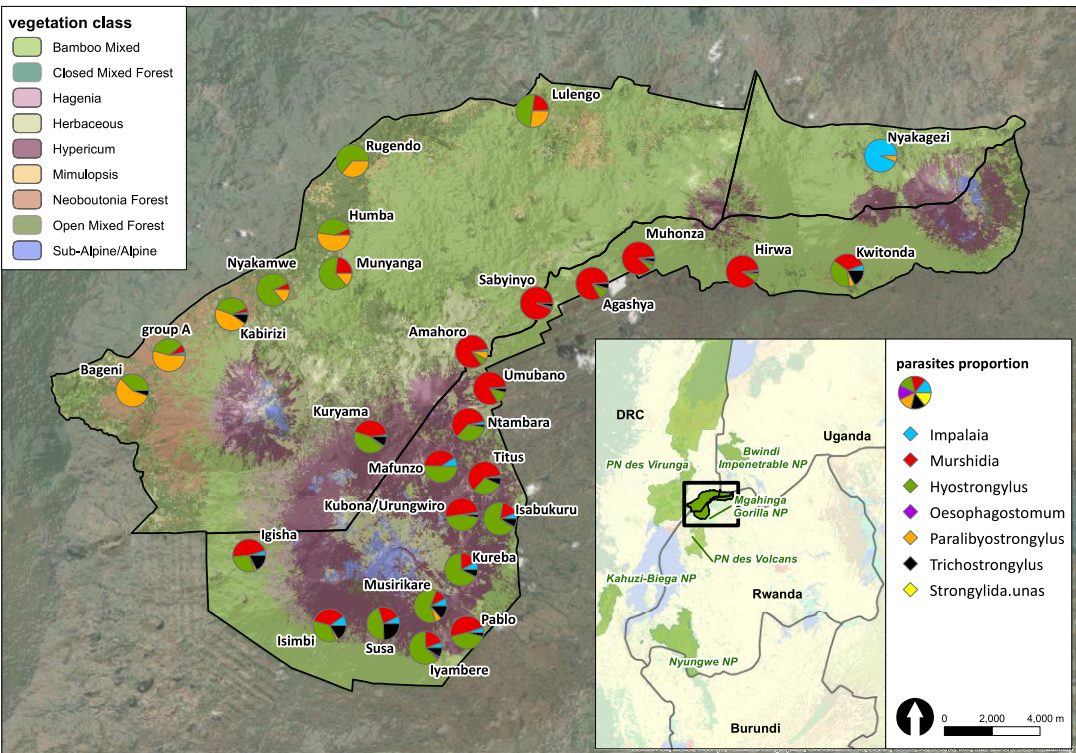 vegetation class
Bamboo Mixed
Closed Mixed Forest
Hagenia
Herbaceous
Hypericum
Mimulopsis
Neoboutonia Forest
Open Mixed Forest
Sub-Alpine/Alpine
Lulengo
Nyakagezi
Rugendo
Humba
Muhonza
Hirwa
Kwitonda
Munyanga
Nyakamwe
Sabyinyo
Agashya
Kabirizi
group A
Amahoro
Bageni
Umubano
Kuryama
Ntambara
Mafunzo
Titus
Kubona/Urungwiro
Isabukuru
Igisha
Kureba
Musirikare
Pablo
Isimbi
Susa
Iyambere
DRC
Uganda
PN des Virunga
Bwindi
Impenetrable NP
Mgahinga
Gorilla NP
PN des Volcans
Kahuzi-Biega NP
Rwanda
Nyungwe NP
Burundi
parasites proportion
Impalaia
Murshidia
Hyostrongylus
Oesophagostomum
Paralibyostrongylus
Trichostrongylus
Strongylida.unas
0 2,000 4,000 m